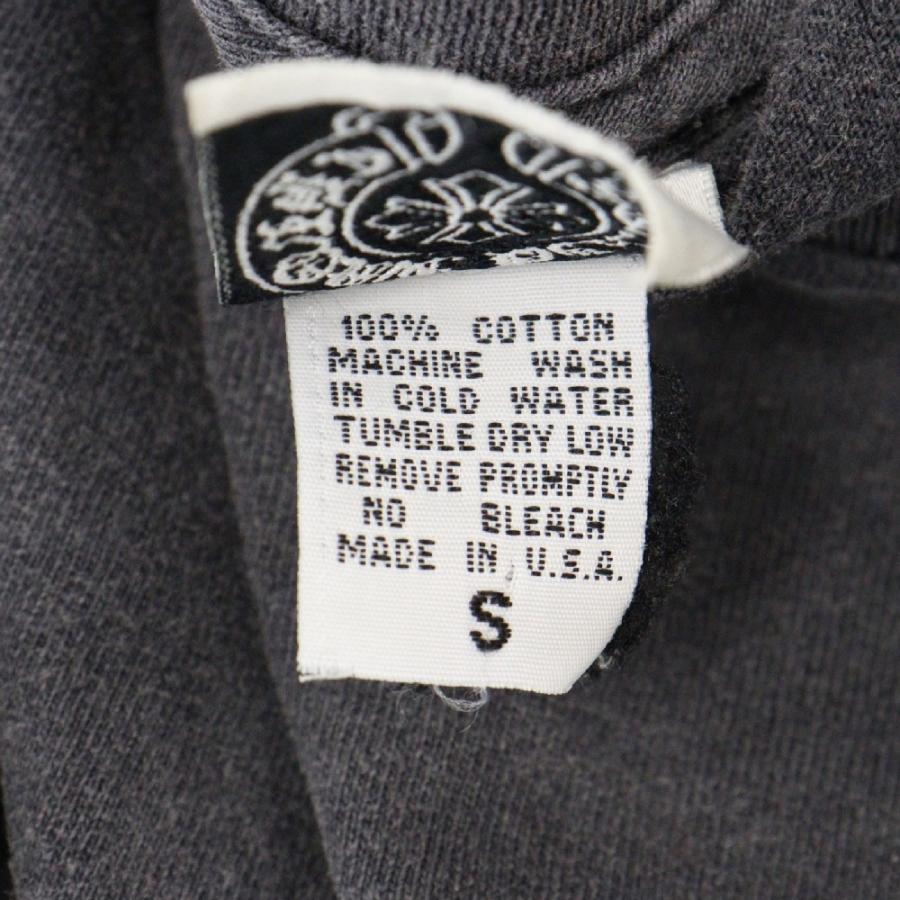 100% COTTON
MACHINE WASH
IN COLD WATER
TUMBLE DRY LOW
REMOVE PROMPTLY
NO BLEACH
MADE IN U.S.A.
S